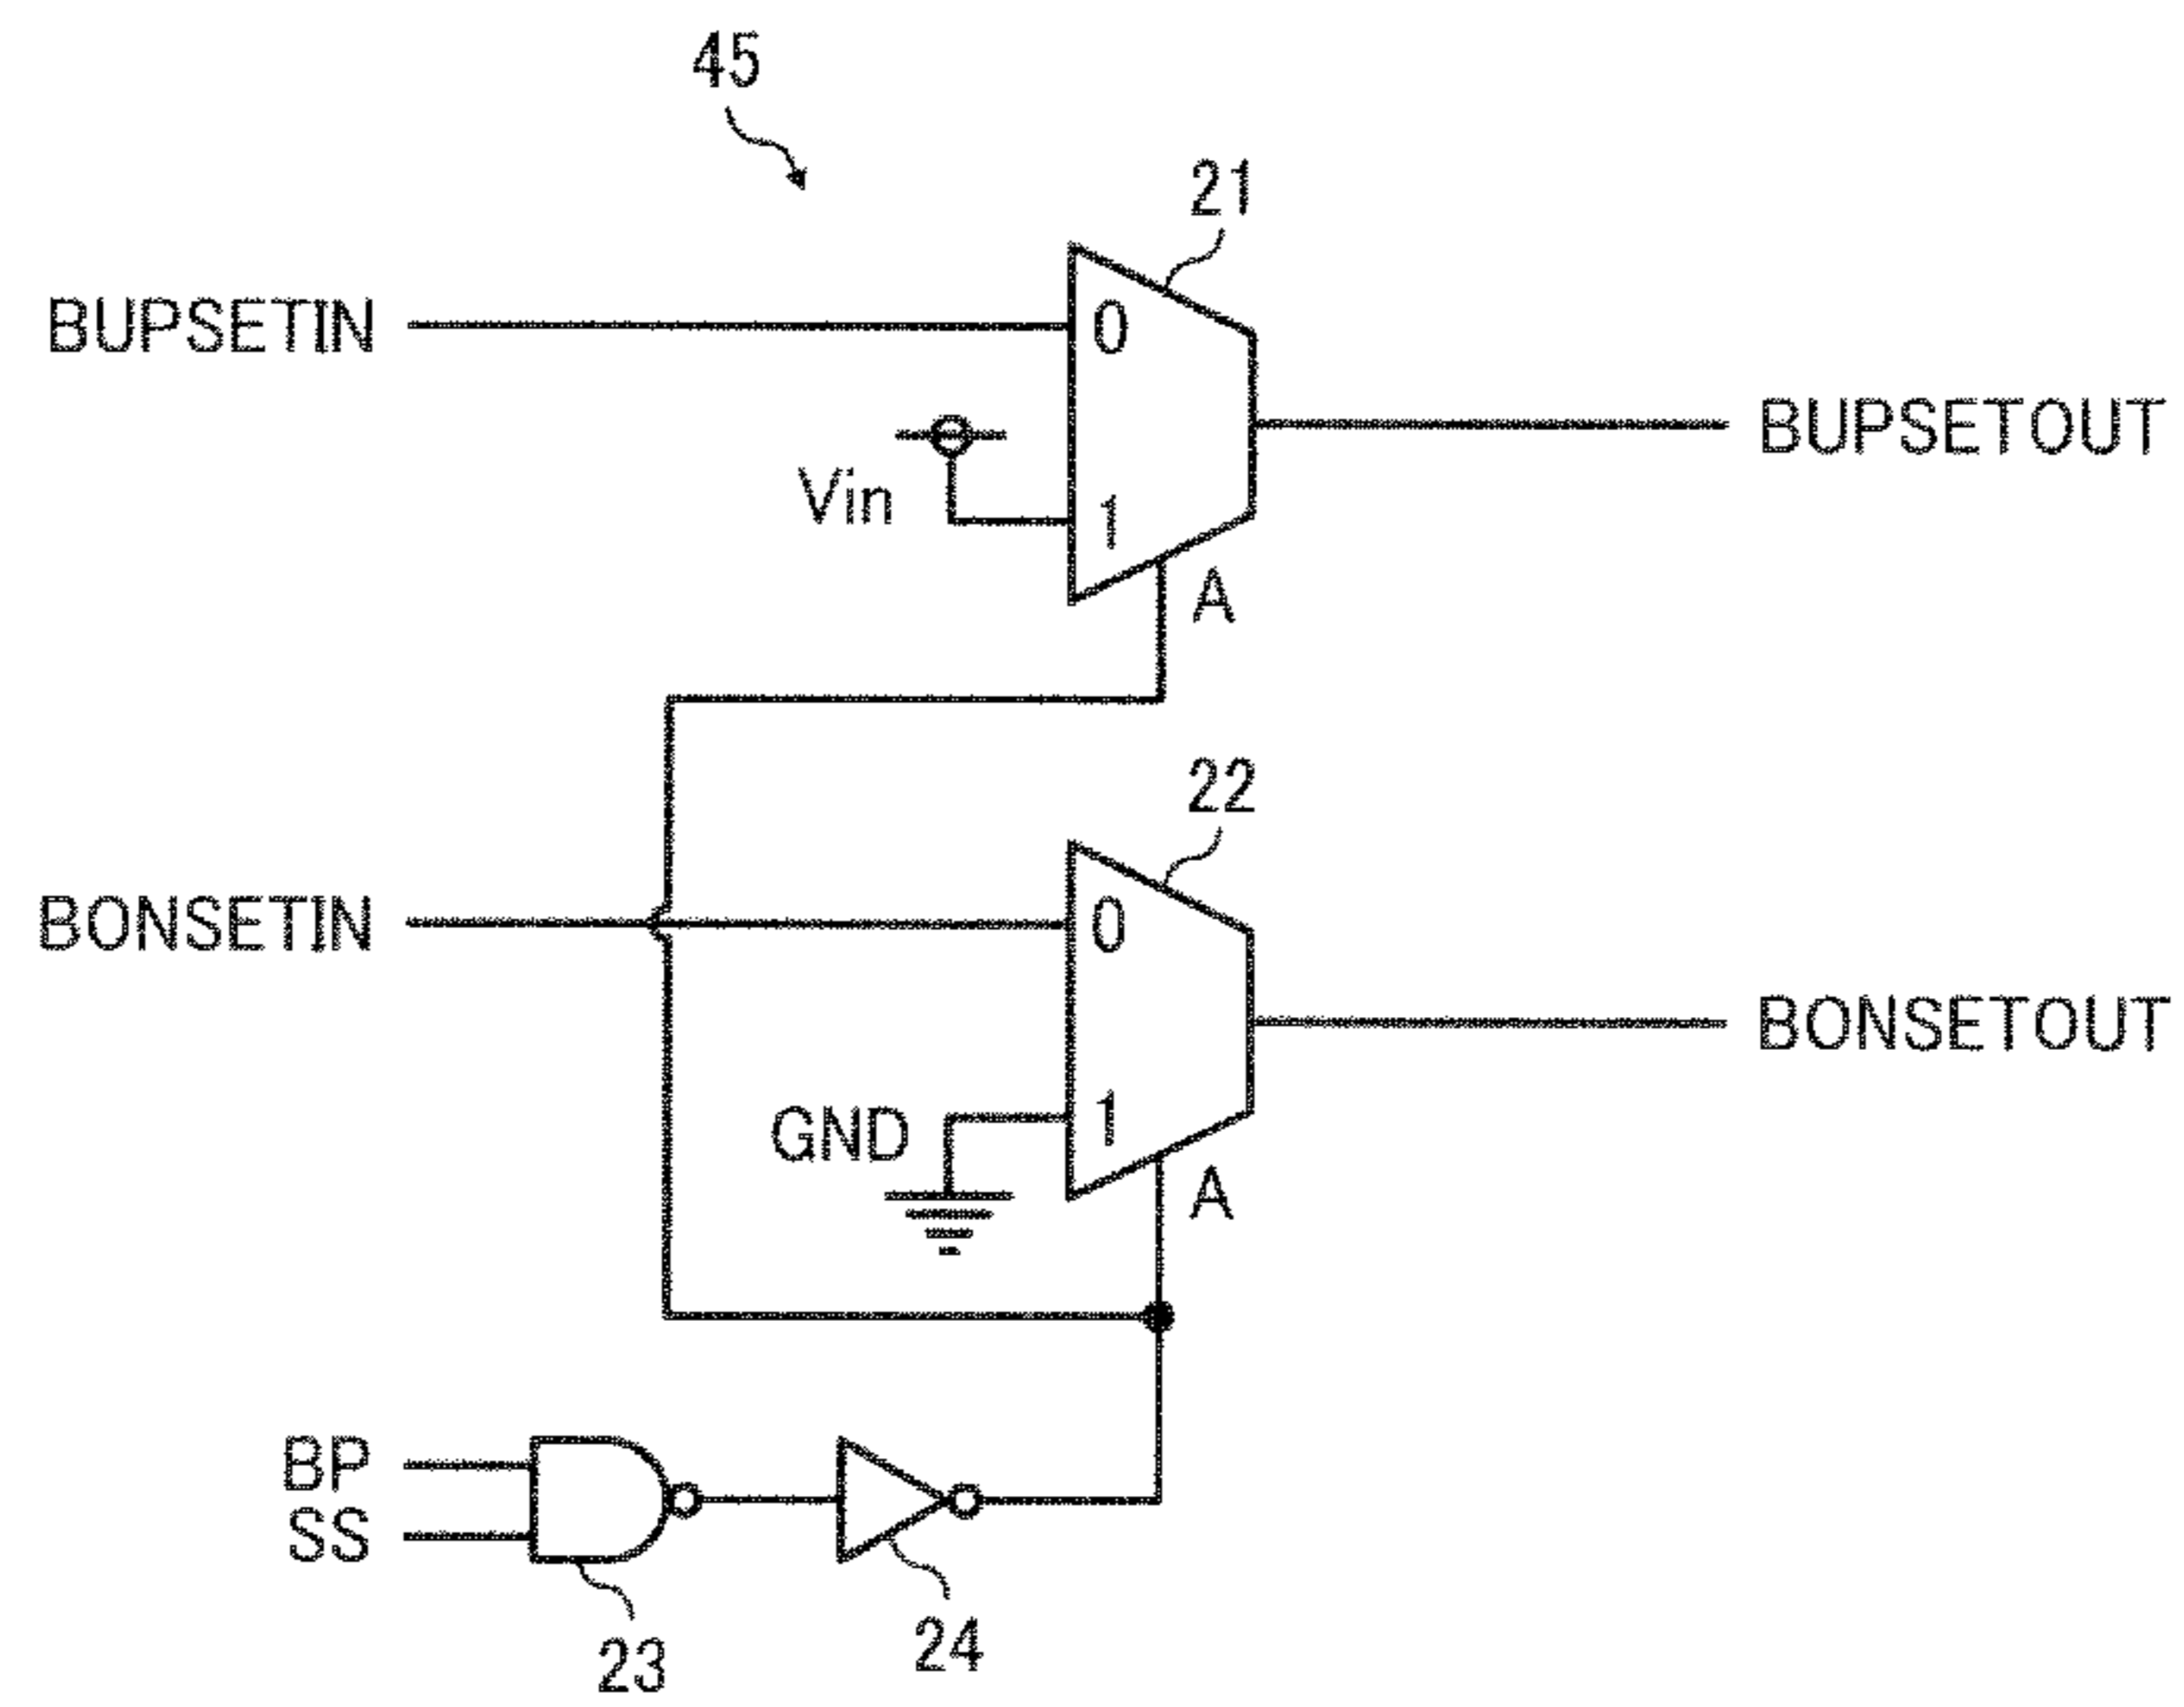 45
21
BUPSETIN
0
BUPSETOUT
Vin
1
A
22
BONSETIN
0
BONSETOUT
GND
1
A
BP
SS
23
24